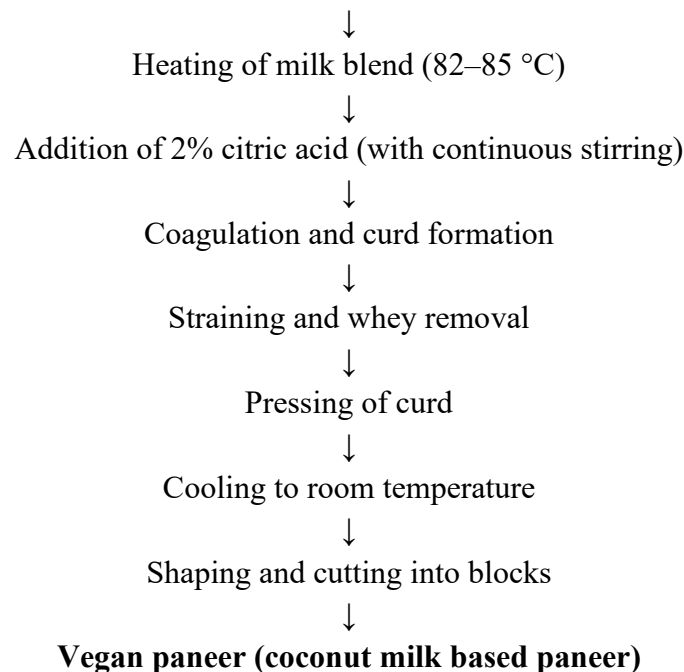 ↓
Heating of milk blend (82–85 °C)
↓
Addition of 2% citric acid (with continuous stirring)
↓
Coagulation and curd formation
↓
Straining and whey removal
↓
Pressing of curd
↓
Cooling to room temperature
↓
Shaping and cutting into blocks
↓
Vegan paneer (coconut milk based paneer)